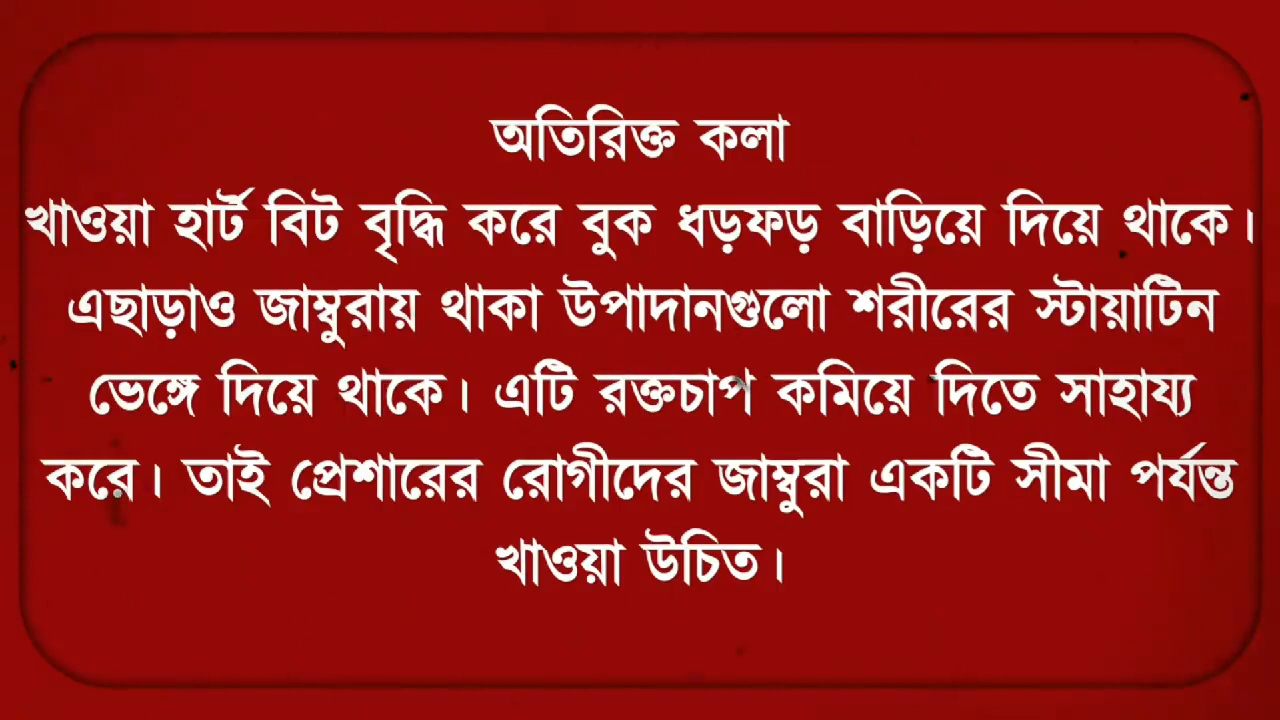 অতিরিক্ত কলা
খাওয়া হার্ট বিট বৃদ্ধি করে বুক ধড়ফড় বাড়িয়ে দিয়ে থাকে।
এছাড়াও জাম্বুরায় থাকা উপাদানগুলো শরীরের স্টায়াটিন
ভেঙ্গে দিয়ে থাকে। এটি রক্তচাপ কমিয়ে দিতে সাহায্য
করে। তাই প্রেশারের রোগীদের জাম্বুরা একটি সীমা পর্যন্ত
খাওয়া উচিত।